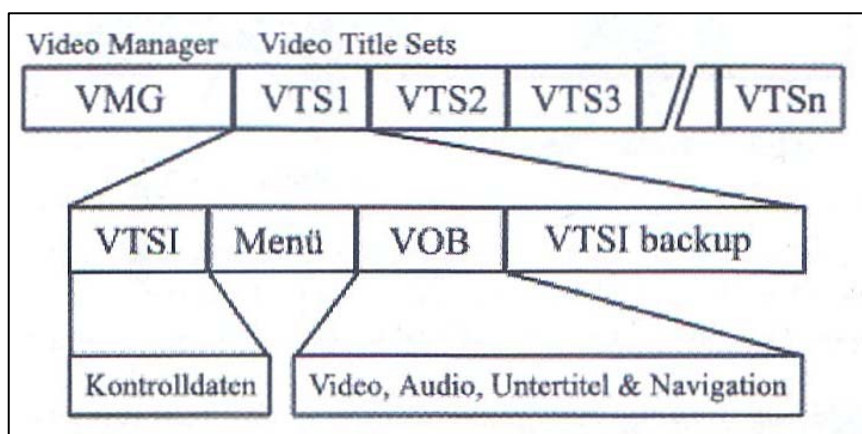 Video Manager Video Title Sets
VMG VTS1 VTS2 VTS3 VTSn
VTSI Menü VOB VTSI backup
Kontrolldaten Video, Audio, Untertitel & Navigation